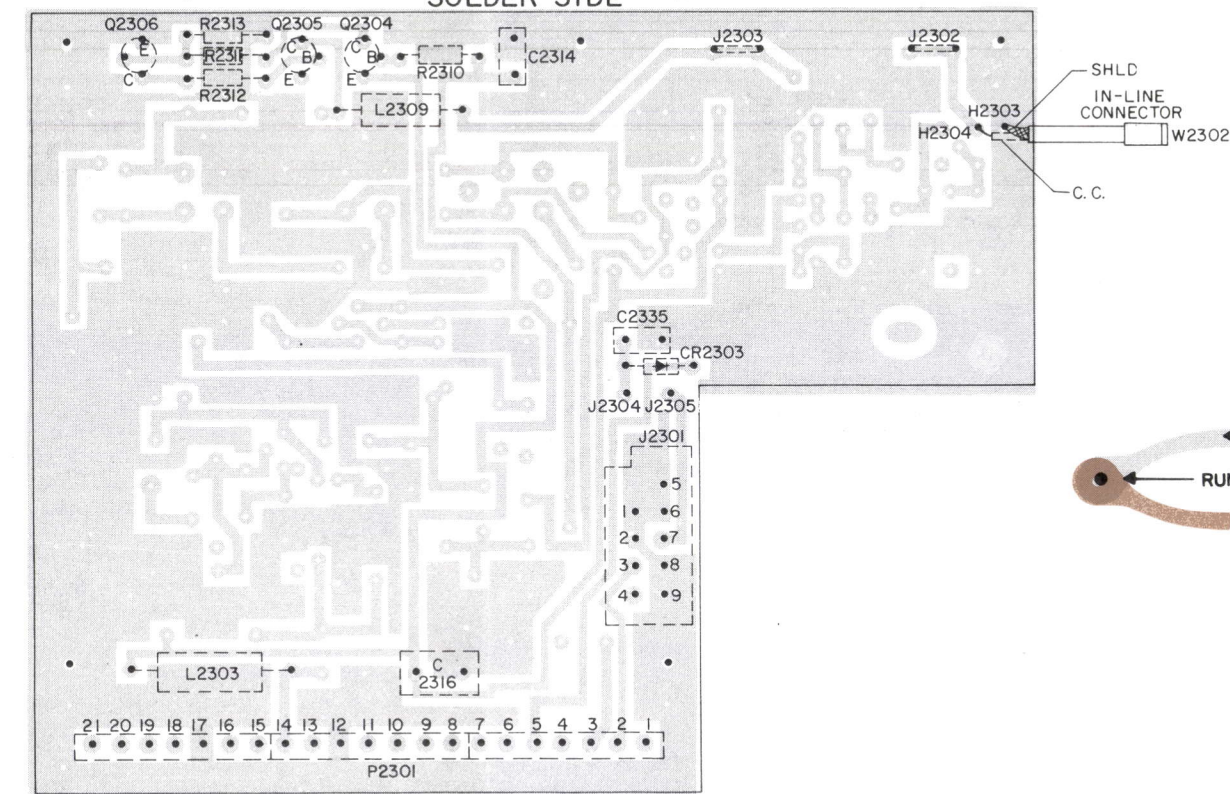 SOLDER SIDE
Q2306 R2313 Q2305 Q2304 J2303 J2302
E C C
R2311 B B C2314
C E E R2310
R2312
L2309
SHLD
IN-LINE
CONNECTOR
H2303
H2304
W2302
C.C.
C2335
CR2303
J2304 J2305
J2301
5
1 6
2 7
3 8
4 9
L2303
C
2316
21 20 19 18 17 16 15 14 13 12 11 10 9 8 7 6 5 4 3 2 1
P2301